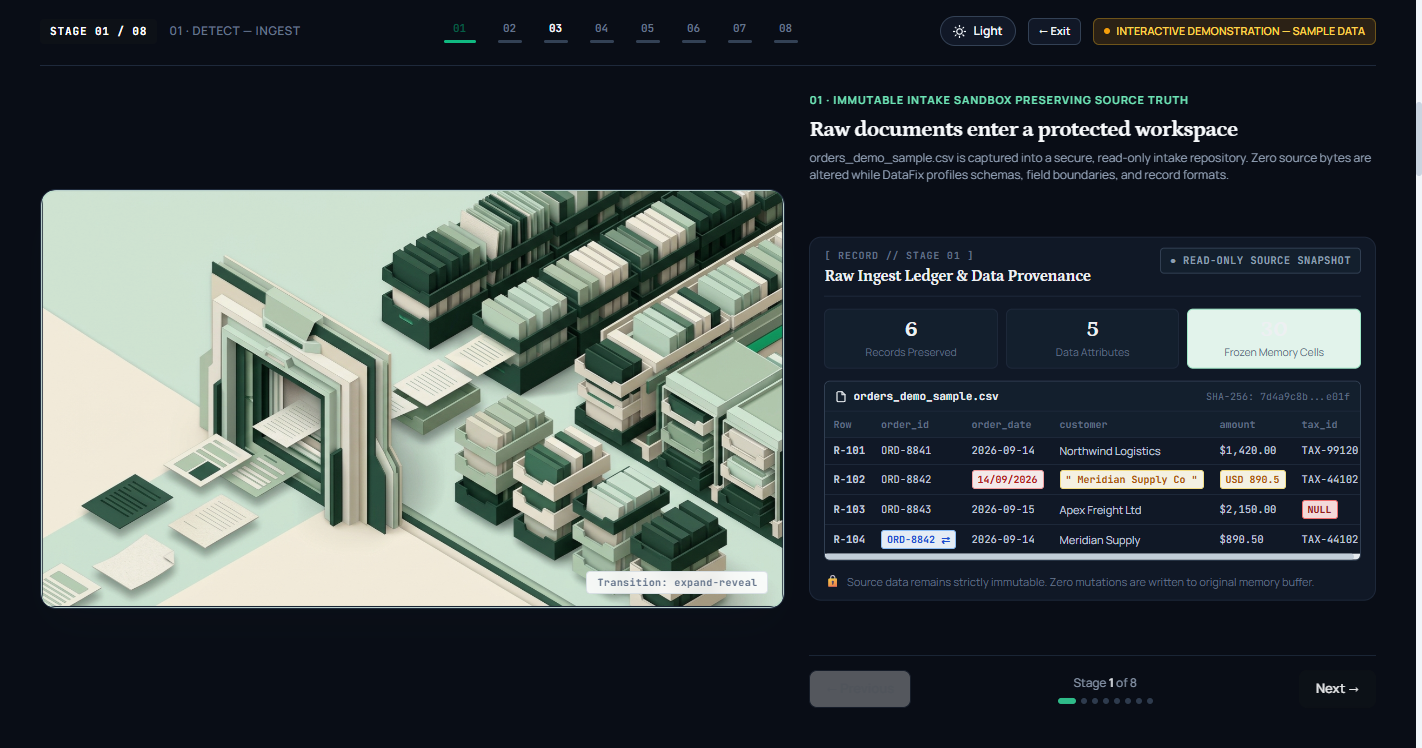 STAGE 01 / 08
01 · DETECT — INGEST
01 02 03 04 05 06 07 08
Light
← Exit
● INTERACTIVE DEMONSTRATION — SAMPLE DATA
01 · IMMUTABLE INTAKE SANDBOX PRESERVING SOURCE TRUTH
Raw documents enter a protected workspace
orders_demo_sample.csv is captured into a secure, read-only intake repository. Zero source bytes are
altered while DataFix profiles schemas, field boundaries, and record formats.
Transition: expand-reveal
[ RECORD // STAGE 01 ]
Raw Ingest Ledger & Data Provenance
● READ-ONLY SOURCE SNAPSHOT
6
Records Preserved
5
Data Attributes
Frozen Memory Cells
orders_demo_sample.csv
SHA-256: 7d4a9c8b...e01f
Row order_id order_date customer amount tax_id
R-101 ORD-8841 2026-09-14 Northwind Logistics $1,420.00 TAX-99120
R-102 ORD-8842 14/09/2026 " Meridian Supply Co " USD 890.5 TAX-44102
R-103 ORD-8843 2026-09-15 Apex Freight Ltd $2,150.00 NULL
R-104 ORD-8842 ⇄ 2026-09-14 Meridian Supply $890.50 TAX-44102
🔒 Source data remains strictly immutable. Zero mutations are written to original memory buffer.
Stage 1 of 8
Next →